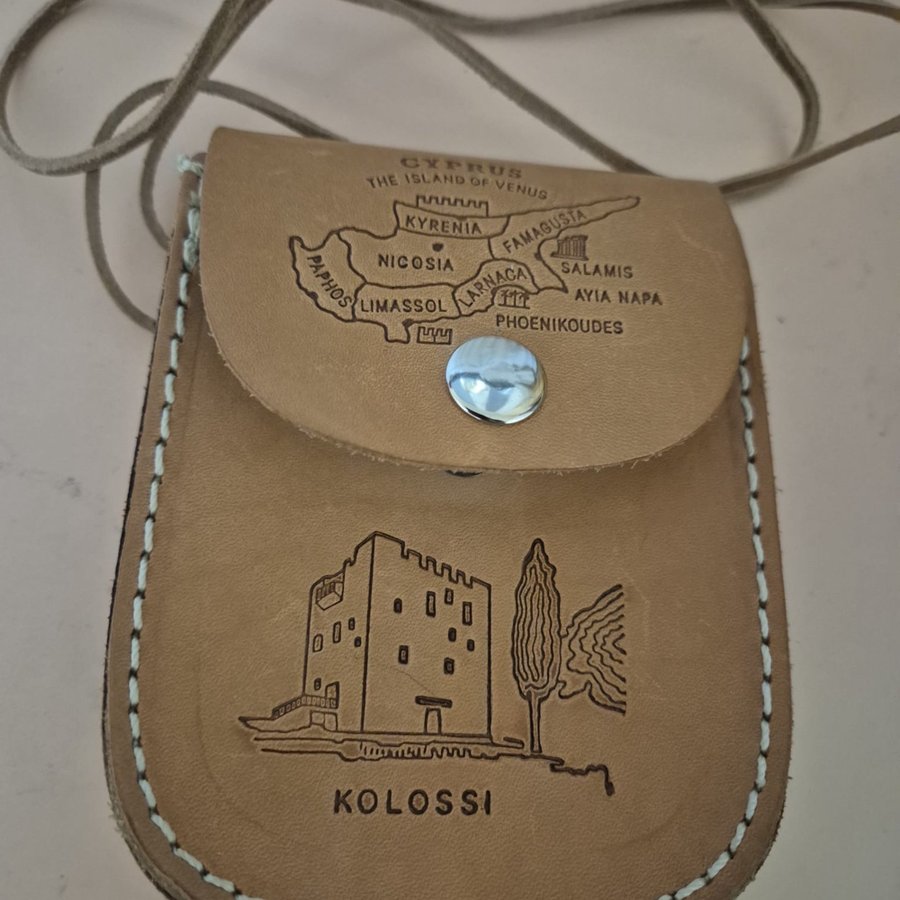 CYPRUS
THE ISLAND OF VENUS
KYRENIA
FAMAGUSTA
NICOSIA
SALAMIS
PAPHOS
LIMASSOL
LARNACA
AYIA NAPA
PHOENIKOUDES
KOLOSSI